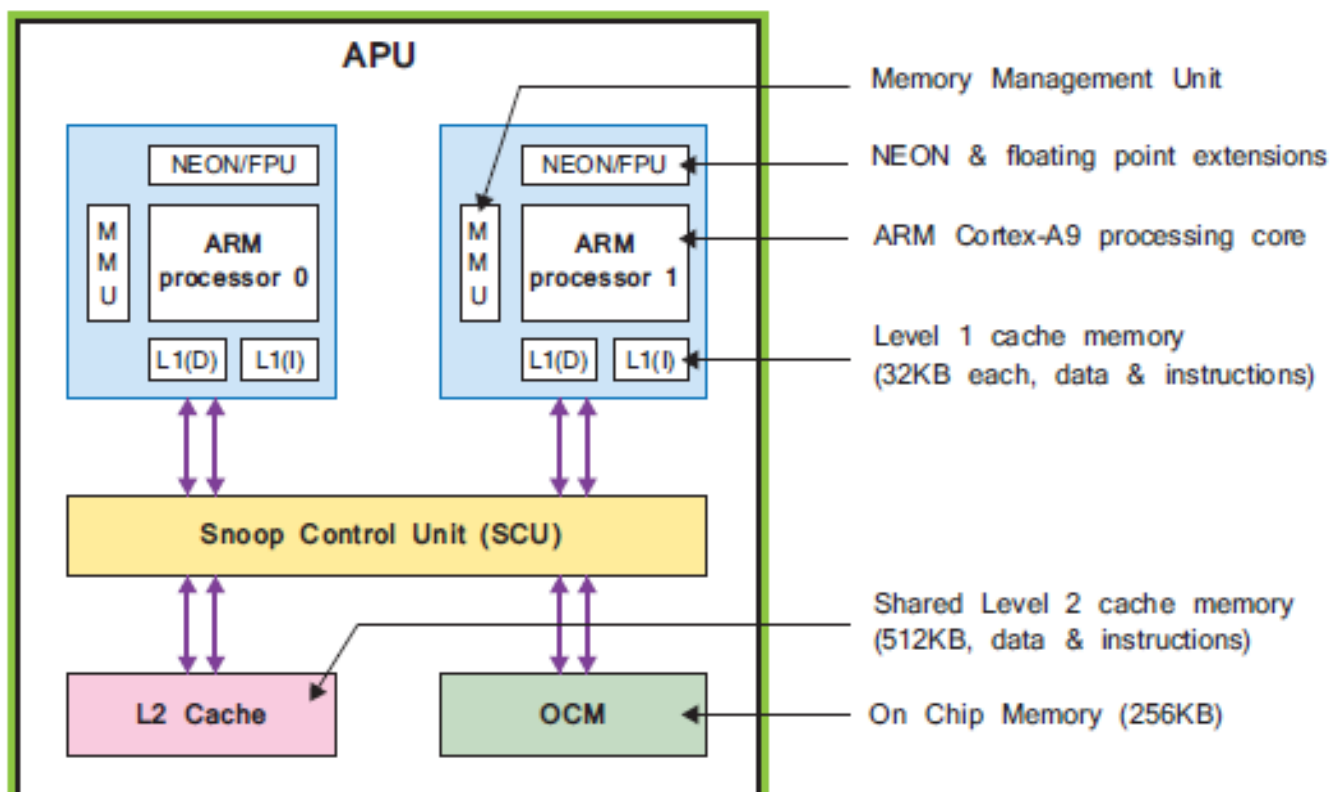 APU
NEON/FPU
M
M
U
ARM
processor 0
L1(D)
L1(I)
NEON/FPU
M
M
U
ARM
processor 1
L1(D)
L1(I)
Snoop Control Unit (SCU)
L2 Cache
OCM
Memory Management Unit
NEON & floating point extensions
ARM Cortex-A9 processing core
Level 1 cache memory
(32KB each, data & instructions)
Shared Level 2 cache memory
(512KB, data & instructions)
On Chip Memory (256KB)